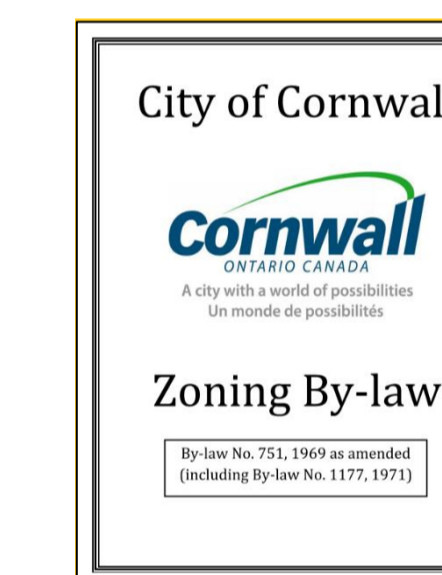 City of Cornwal
Cornwall
ONTARIO CANADA
A city with a world of possibilities
Un monde de possibilités
Zoning By-law
By-law No. 751, 1969 as amended
(including By-law No. 1177, 1971)